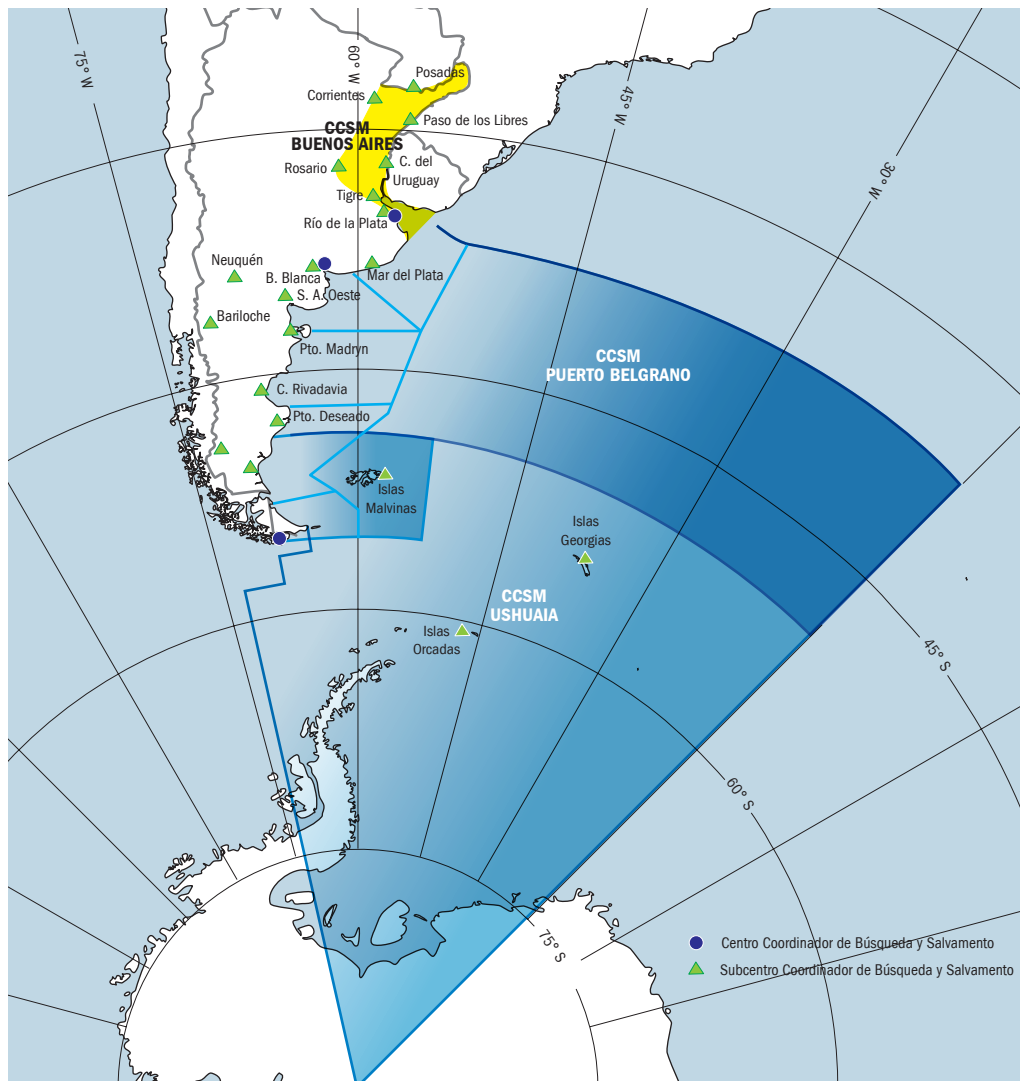 75° W
60° W
45° W
30° W
Posadas
Corrientes
Paso de los Libres
CCSM
BUENOS AIRES
Rosario
C. del
Uruguay
Tigre
Río de la Plata
Neuquén
B. Blanca
Mar del Plata
S. A. Oeste
Bariloche
Pto. Madryn
CCSM
PUERTO BELGRANO
C. Rivadavia
Pto. Deseado
Islas
Malvinas
Islas
Georgias
CCSM
USHUAIA
Islas
Orcadas
45° S
60° S
75° S
Centro Coordinador de Búsqueda y Salvamento
Subcentro Coordinador de Búsqueda y Salvamento